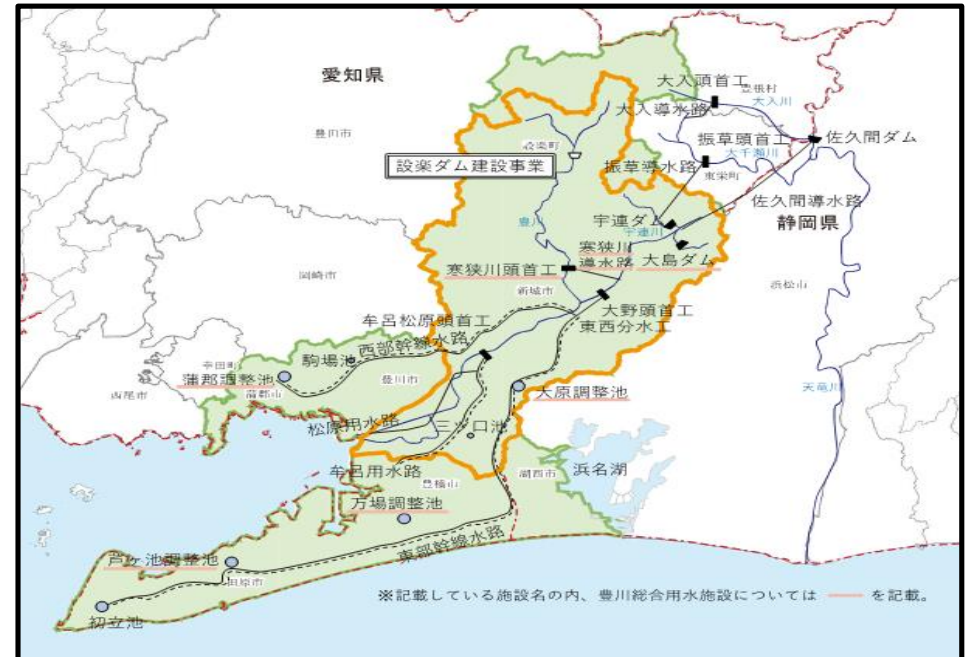 愛知県
大入頭首工
豊根村
大入川
大入導水路
豊田市
設楽町
振草頭首工
佐久間ダム
大千瀬川
設楽ダム建設事業
振草導水路
東栄町
佐久間導水路
宇連ダム
静岡県
豊川
宇連川
寒狭川
導水路
大島ダム
寒狭川頭首工
岡崎市
新城市
浜松市
大野頭首工
牟呂松原頭首工
東西分水工
西部幹線水路
駒場池
幸田町
蒲郡調整池
豊川市
大原調整池
天竜川
西尾市
蒲郡市
松原用水路
三ツ口池
牟呂用水路
湖西市
浜名湖
豊橋市
万場調整池
東部幹線水路
芦ヶ池調整池
田原市
※記載している施設名の内、豊川総合用水施設については ── を記載。
初立池